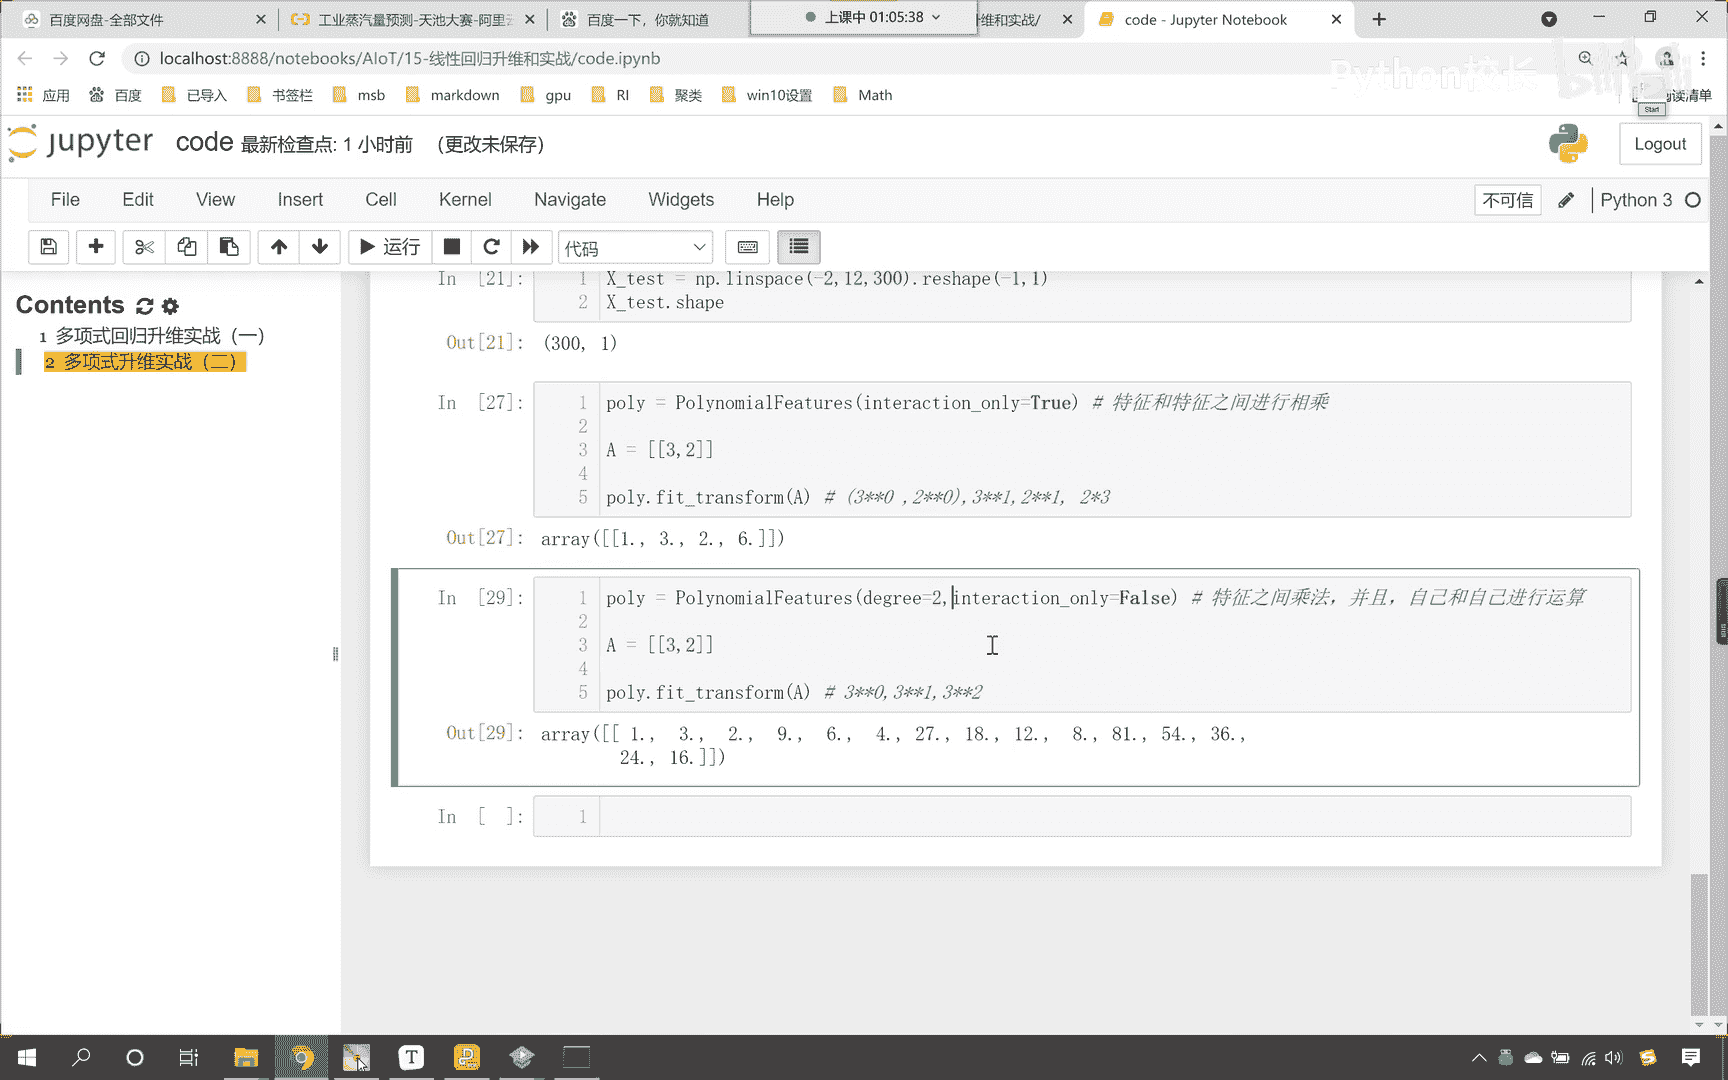 百度网盘-全部文件
工业蒸汽量预测-天池大赛-阿里云
百度一下，你就知道
上课中 01:05:38
维和实战/
code - Jupyter Notebook
localhost:8888/notebooks/AIoT/15-线性回归升维和实战/code.ipynb
Python校长
应用 百度 已导入 书签栏 msb markdown gpu RI 聚类 win10设置 Math 阅读清单
Start
jupyter code 最新检查点: 1 小时前 (更改未保存)
Logout
File Edit View Insert Cell Kernel Navigate Widgets Help 不可信 Python 3
运行 代码
Contents
1 多项式回归升维实战（一）
2 多项式升维实战（二）
In [21]: 1 X_test = np.linspace(-2,12,300).reshape(-1,1)
2 X_test.shape
Out[21]: (300, 1)
In [27]: 1 poly = PolynomialFeatures(interaction_only=True) # 特征和特征之间进行相乘
2
3 A = [[3,2]]
4
5 poly.fit_transform(A) # (3**0 ,2**0),3**1,2**1, 2*3
Out[27]: array([[1., 3., 2., 6.]])
In [29]: 1 poly = PolynomialFeatures(degree=2,interaction_only=False) # 特征之间乘法，并且，自己和自己进行运算
2
3 A = [[3,2]]
4
5 poly.fit_transform(A) # 3**0,3**1,3**2
Out[29]: array([[ 1., 3., 2., 9., 6., 4., 27., 18., 12., 8., 81., 54., 36.,
24., 16.]])
In [ ]: 1